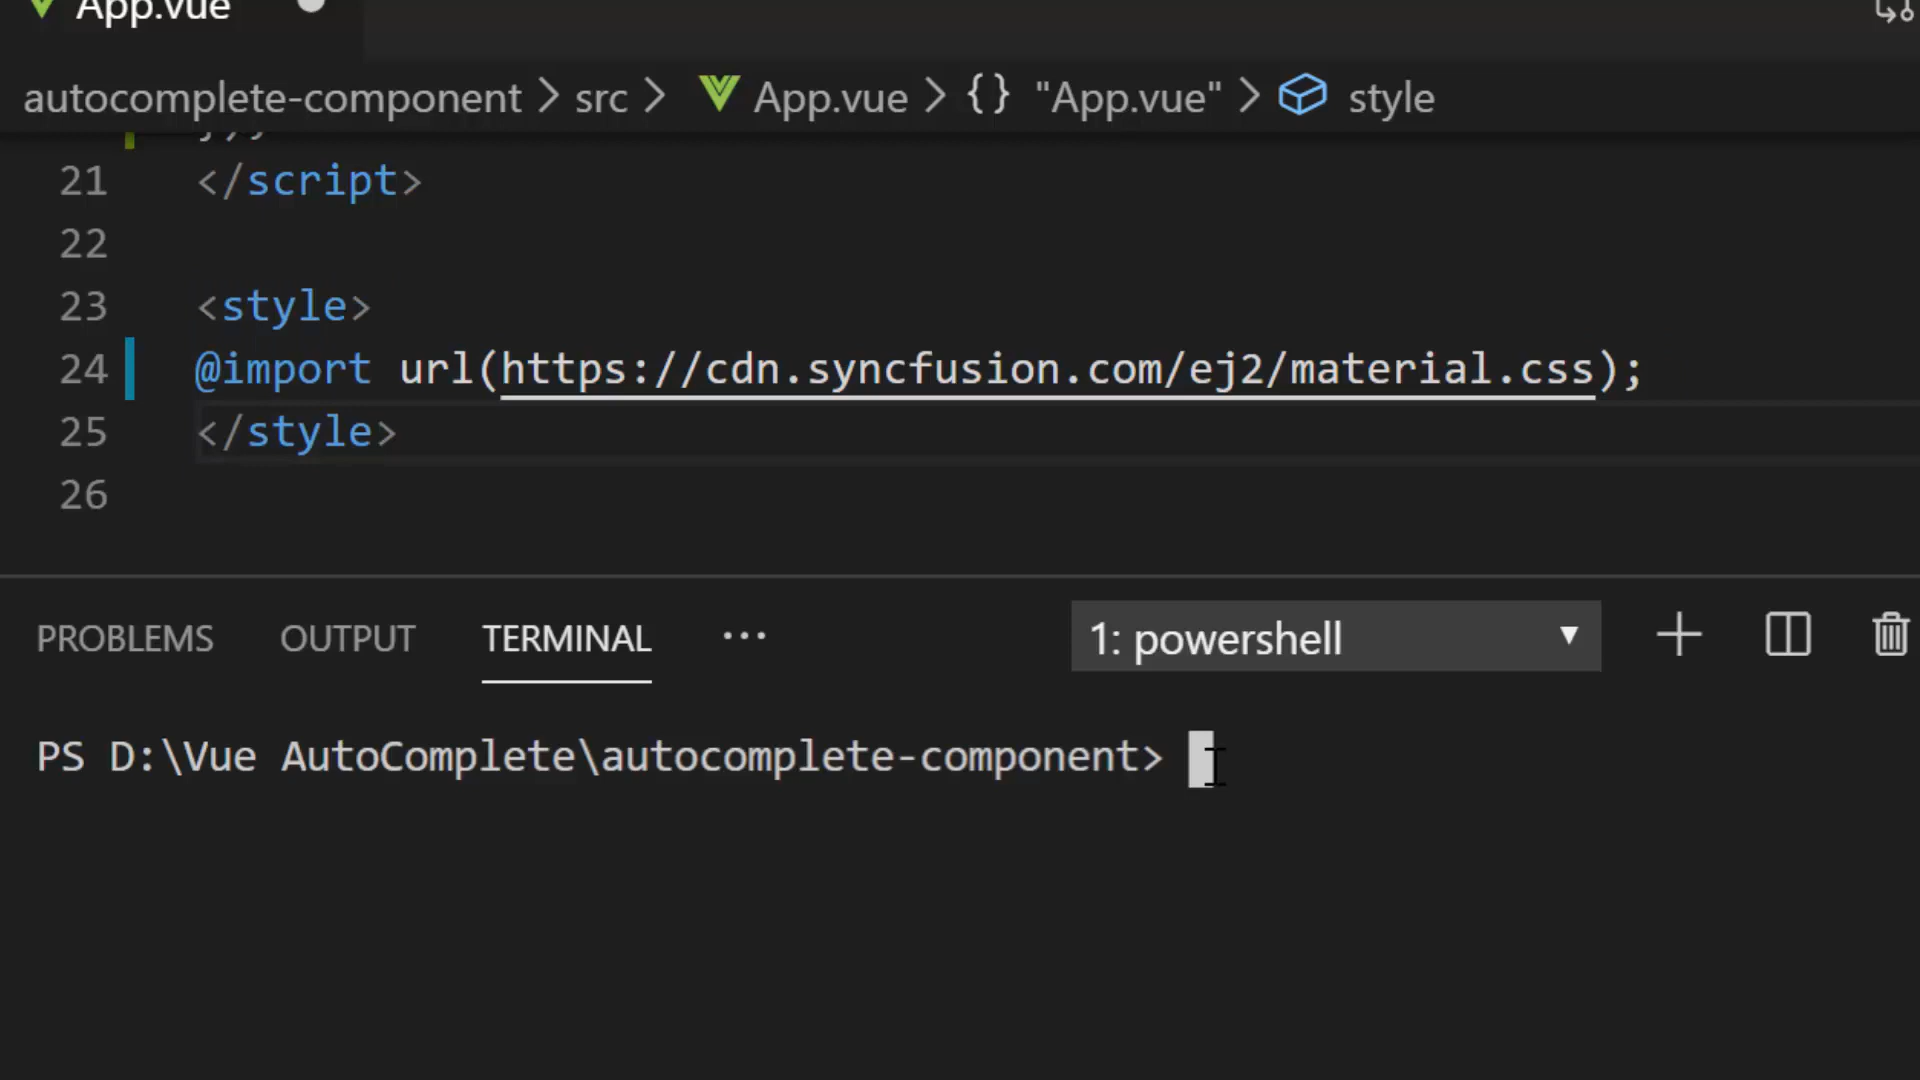 App.vue
autocomplete-component > src > App.vue > {} "App.vue" > style
21 </script>
22
23 <style>
24 @import url(https://cdn.syncfusion.com/ej2/material.css);
25 </style>
26
PROBLEMS OUTPUT TERMINAL ··· 1: powershell
PS D:\Vue AutoComplete\autocomplete-component>